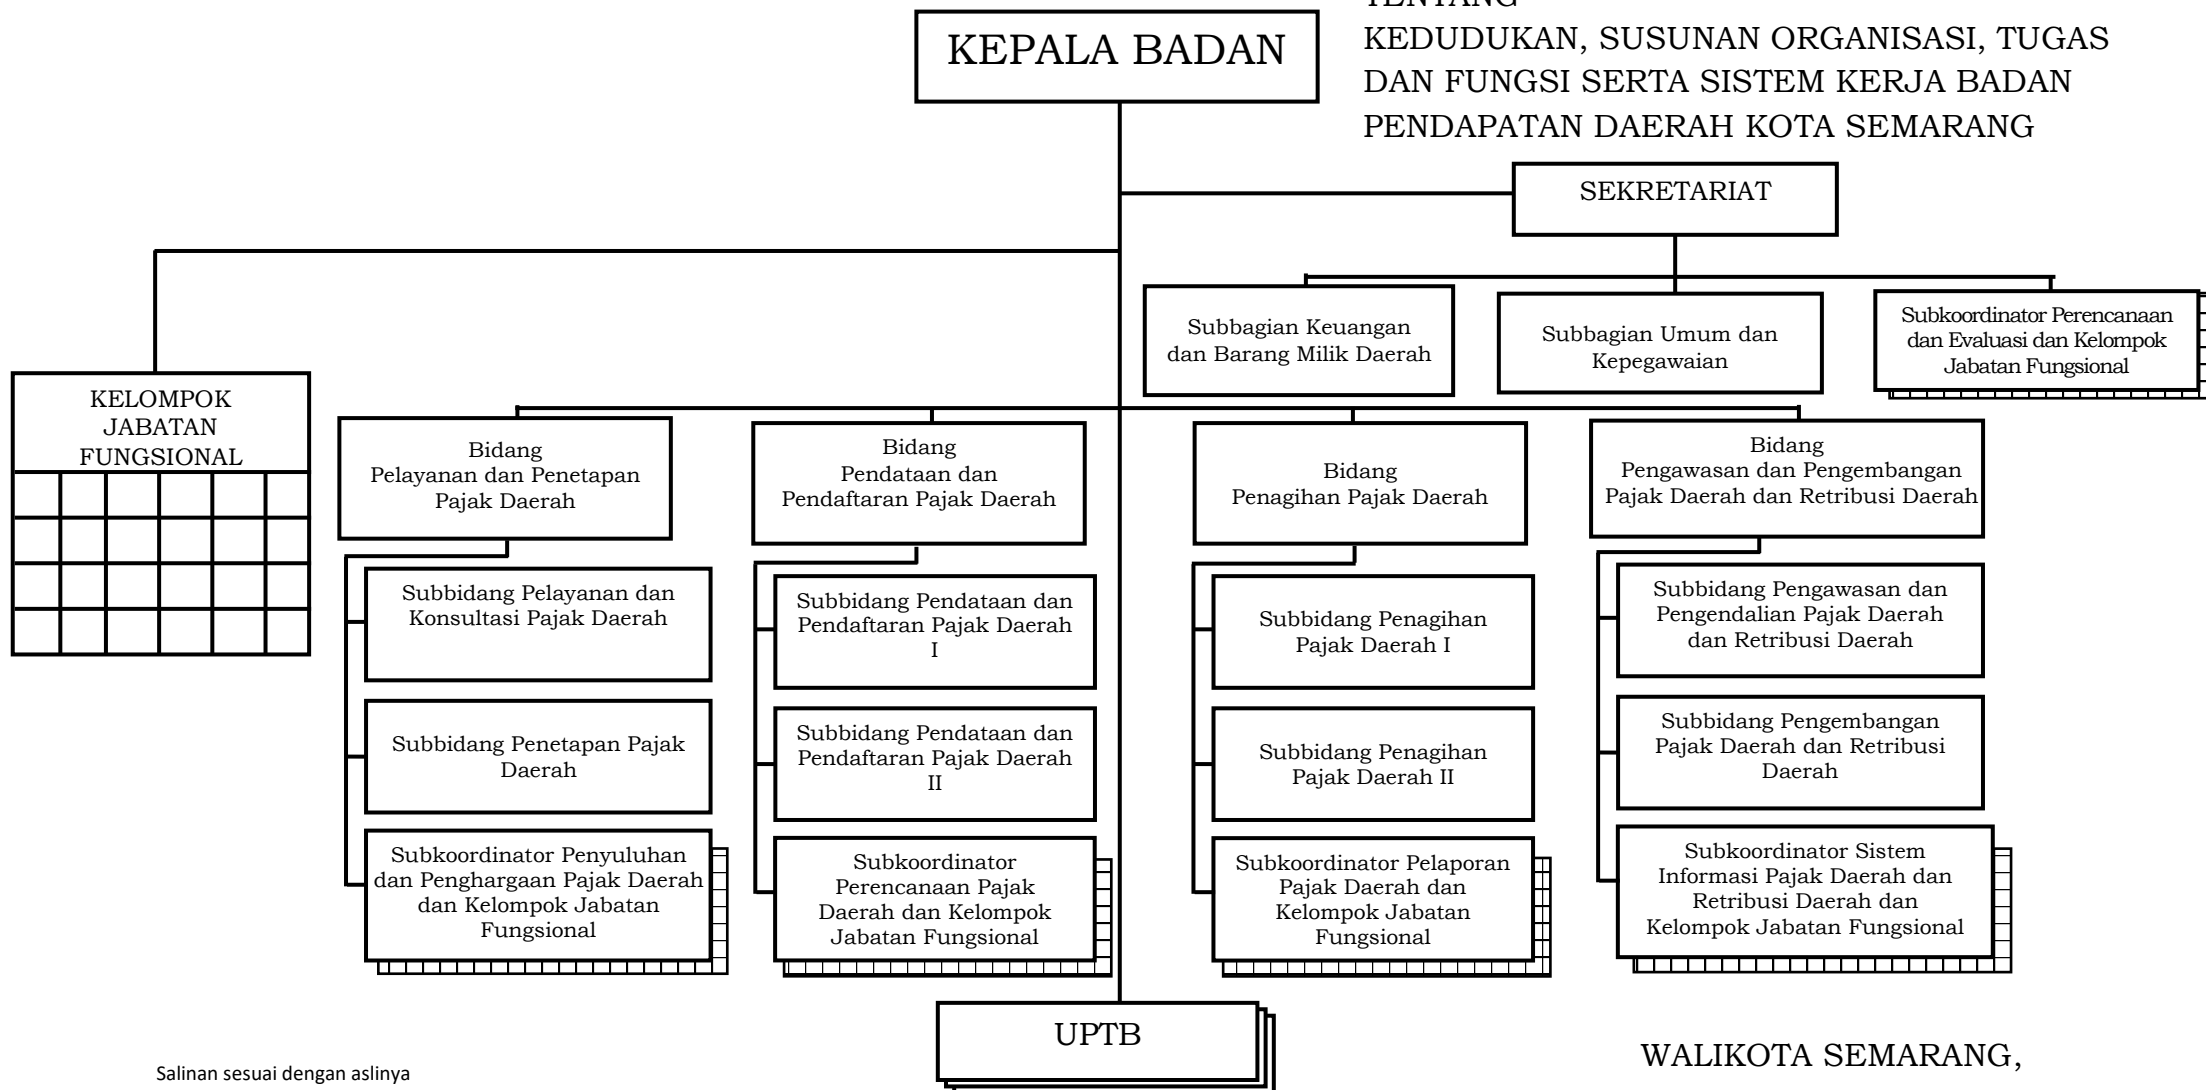 TENTANG
KEDUDUKAN, SUSUNAN ORGANISASI, TUGAS
DAN FUNGSI SERTA SISTEM KERJA BADAN
PENDAPATAN DAERAH KOTA SEMARANG
KEPALA BADAN
SEKRETARIAT
Subbagian Keuangan
dan Barang Milik Daerah
Subbagian Umum dan
Kepegawaian
Subkoordinator Perencanaan
dan Evaluasi dan Kelompok
Jabatan Fungsional
KELOMPOK
JABATAN
FUNGSIONAL
Bidang
Pelayanan dan Penetapan
Pajak Daerah
Bidang
Pendataan dan
Pendaftaran Pajak Daerah
Bidang
Penagihan Pajak Daerah
Bidang
Pengawasan dan Pengembangan
Pajak Daerah dan Retribusi Daerah
Subbidang Pelayanan dan
Konsultasi Pajak Daerah
Subbidang Pendataan dan
Pendaftaran Pajak Daerah
I
Subbidang Penagihan
Pajak Daerah I
Subbidang Pengawasan dan
Pengendalian Pajak Daerah
dan Retribusi Daerah
Subbidang Penetapan Pajak
Daerah
Subbidang Pendataan dan
Pendaftaran Pajak Daerah
II
Subbidang Penagihan
Pajak Daerah II
Subbidang Pengembangan
Pajak Daerah dan Retribusi
Daerah
Subkoordinator Penyuluhan
dan Penghargaan Pajak Daerah
dan Kelompok Jabatan
Fungsional
Subkoordinator
Perencanaan Pajak
Daerah dan Kelompok
Jabatan Fungsional
Subkoordinator Pelaporan
Pajak Daerah dan
Kelompok Jabatan
Fungsional
Subkoordinator Sistem
Informasi Pajak Daerah dan
Retribusi Daerah dan
Kelompok Jabatan Fungsional
UPTB
WALIKOTA SEMARANG,
Salinan sesuai dengan aslinya